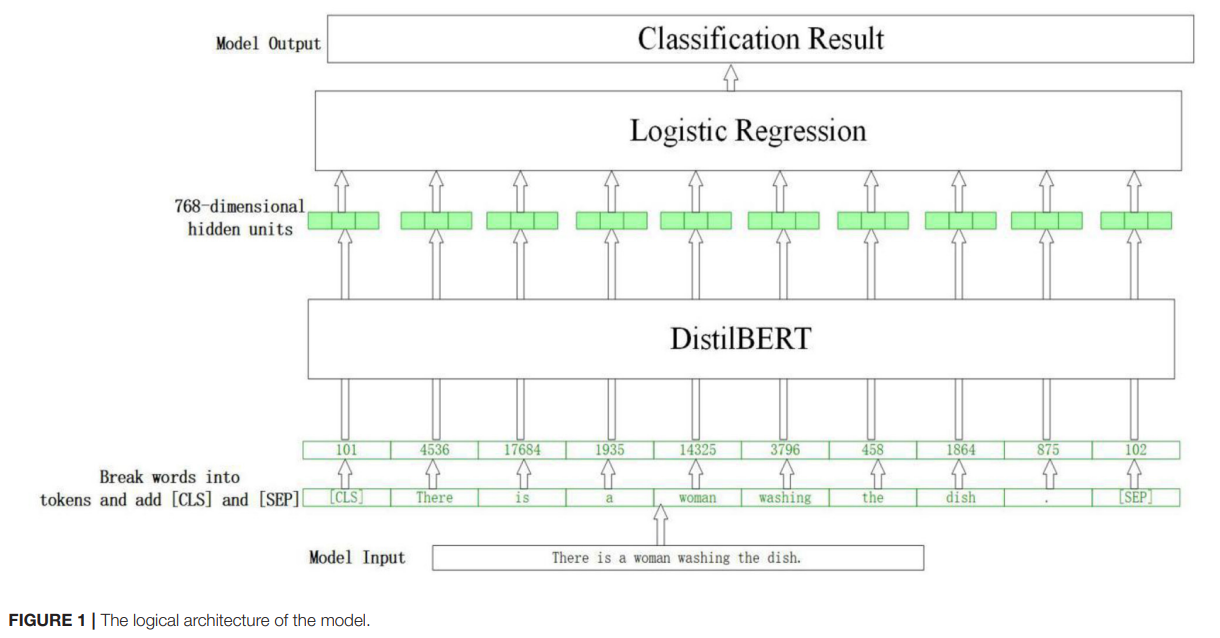 Model Output
Classification Result
Logistic Regression
768-dimensional
hidden units
DistilBERT
101 4536 17684 1935 14325 3796 458 1864 875 102
Break words into
tokens and add [CLS] and [SEP]
[CLS] There is a woman washing the dish . [SEP]
Model Input
There is a woman washing the dish.
FIGURE 1 | The logical architecture of the model.